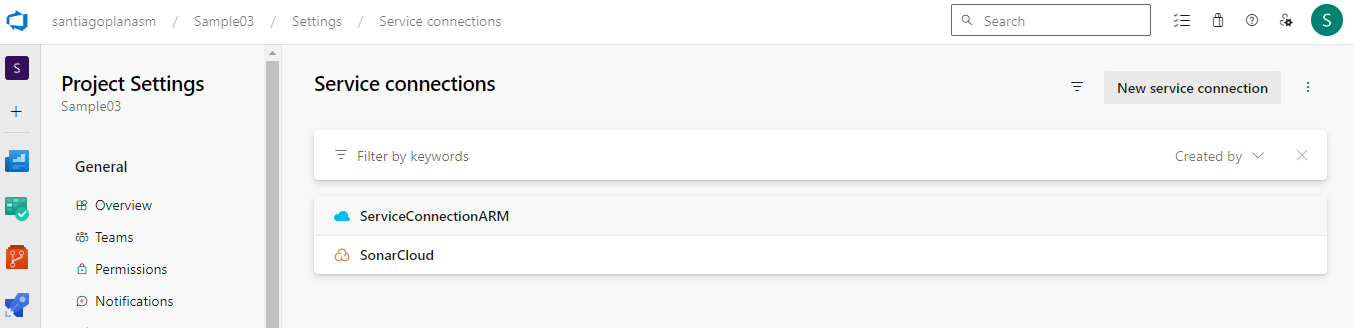 santiagoplanasm / Sample03 / Settings / Service connections
Search
S
S
Project Settings
Sample03
General
Overview
Teams
Permissions
Notifications
Service connections
New service connection
Filter by keywords
Created by
ServiceConnectionARM
SonarCloud